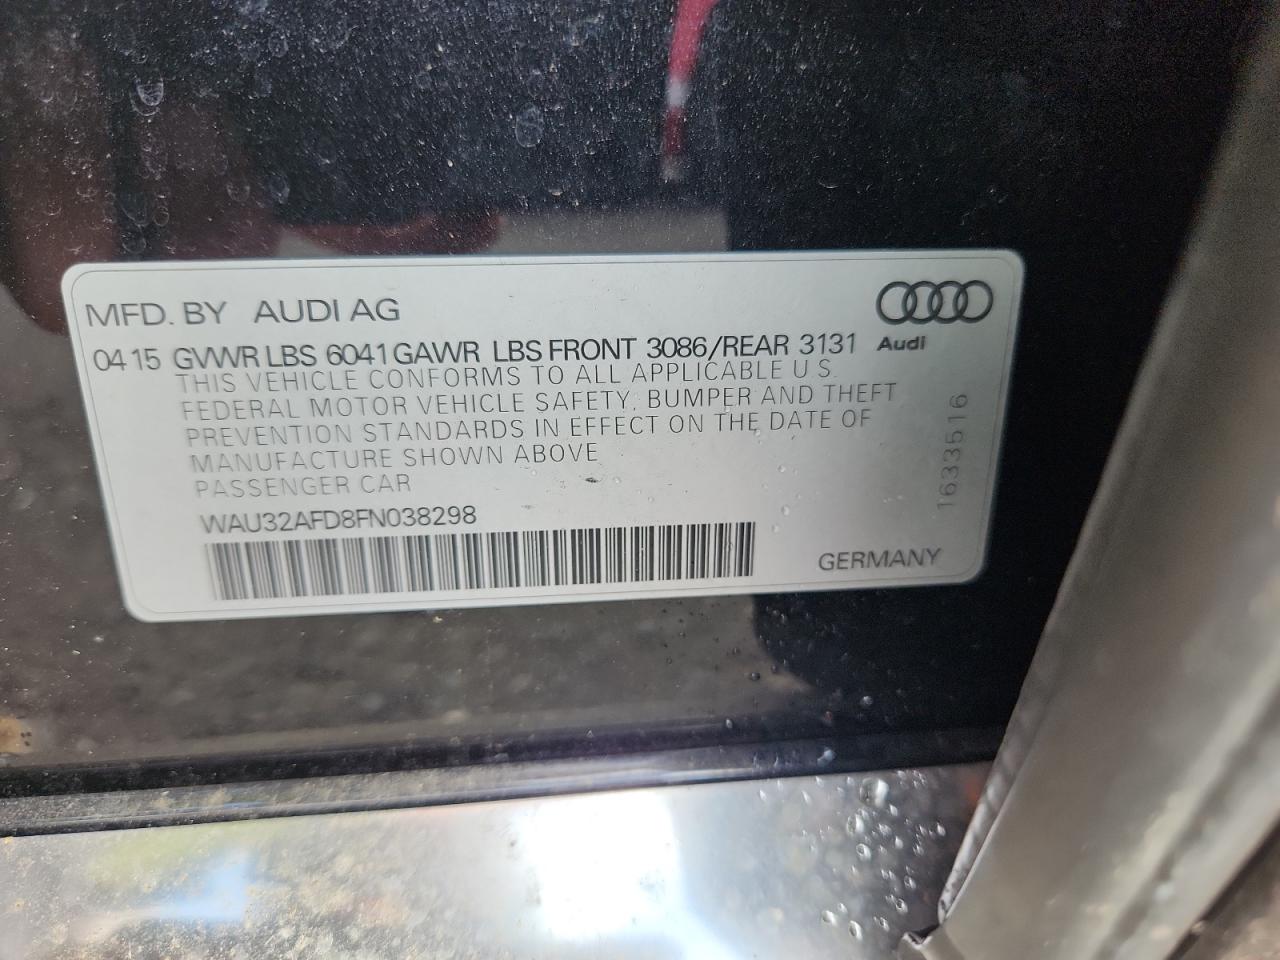 MFD. BY AUDI AG
04 15 GVWR LBS 6041 GAWR LBS FRONT 3086/REAR 3131
Audi
THIS VEHICLE CONFORMS TO ALL APPLICABLE U S.
FEDERAL MOTOR VEHICLE SAFETY, BUMPER AND THEFT
PREVENTION STANDARDS IN EFFECT ON THE DATE OF
MANUFACTURE SHOWN ABOVE
PASSENGER CAR
WAU32AFD8FN038298
GERMANY
1633516